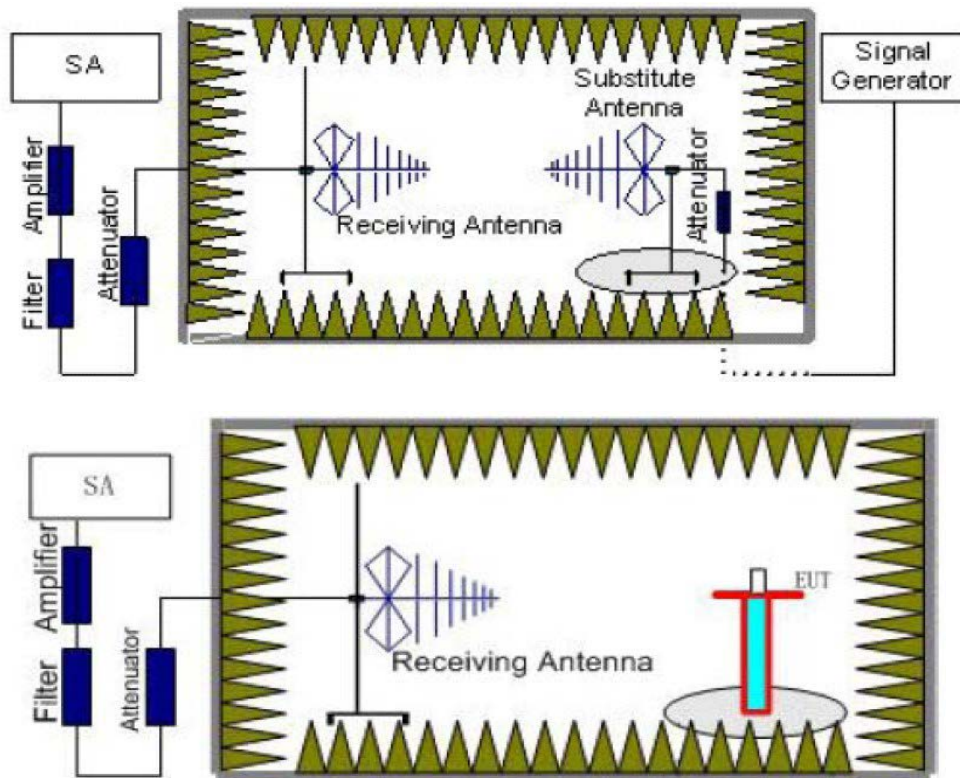 SA
Signal
Generator
Substitute
Antenna
Amplifier
Attenuator
Receiving Antenna
Attenuator
Filter
SA
Amplifier
EUT
Attenuator
Receiving Antenna
Filter